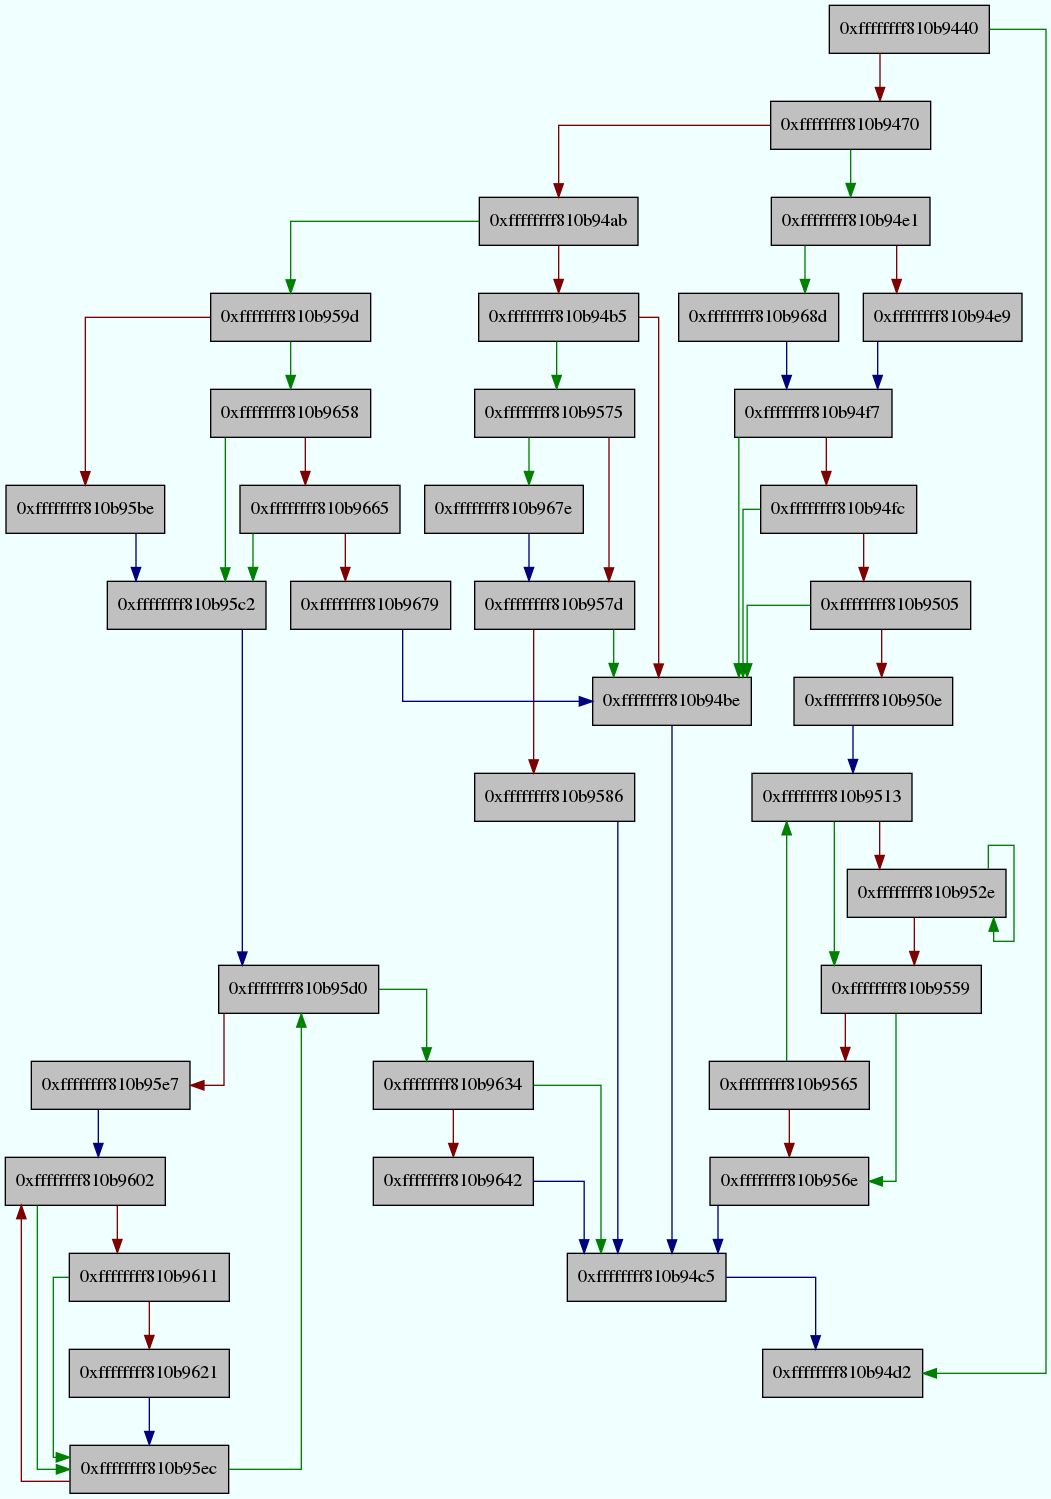 0xffffffff810b9440
0xffffffff810b9470
0xffffffff810b94ab
0xffffffff810b94e1
0xffffffff810b959d
0xffffffff810b94b5
0xffffffff810b968d
0xffffffff810b94e9
0xffffffff810b9658
0xffffffff810b9575
0xffffffff810b94f7
0xffffffff810b95be
0xffffffff810b9665
0xffffffff810b967e
0xffffffff810b94fc
0xffffffff810b95c2
0xffffffff810b9679
0xffffffff810b957d
0xffffffff810b9505
0xffffffff810b94be
0xffffffff810b950e
0xffffffff810b9586
0xffffffff810b9513
0xffffffff810b952e
0xffffffff810b95d0
0xffffffff810b9559
0xffffffff810b95e7
0xffffffff810b9634
0xffffffff810b9565
0xffffffff810b9602
0xffffffff810b9642
0xffffffff810b956e
0xffffffff810b9611
0xffffffff810b94c5
0xffffffff810b9621
0xffffffff810b94d2
0xffffffff810b95ec